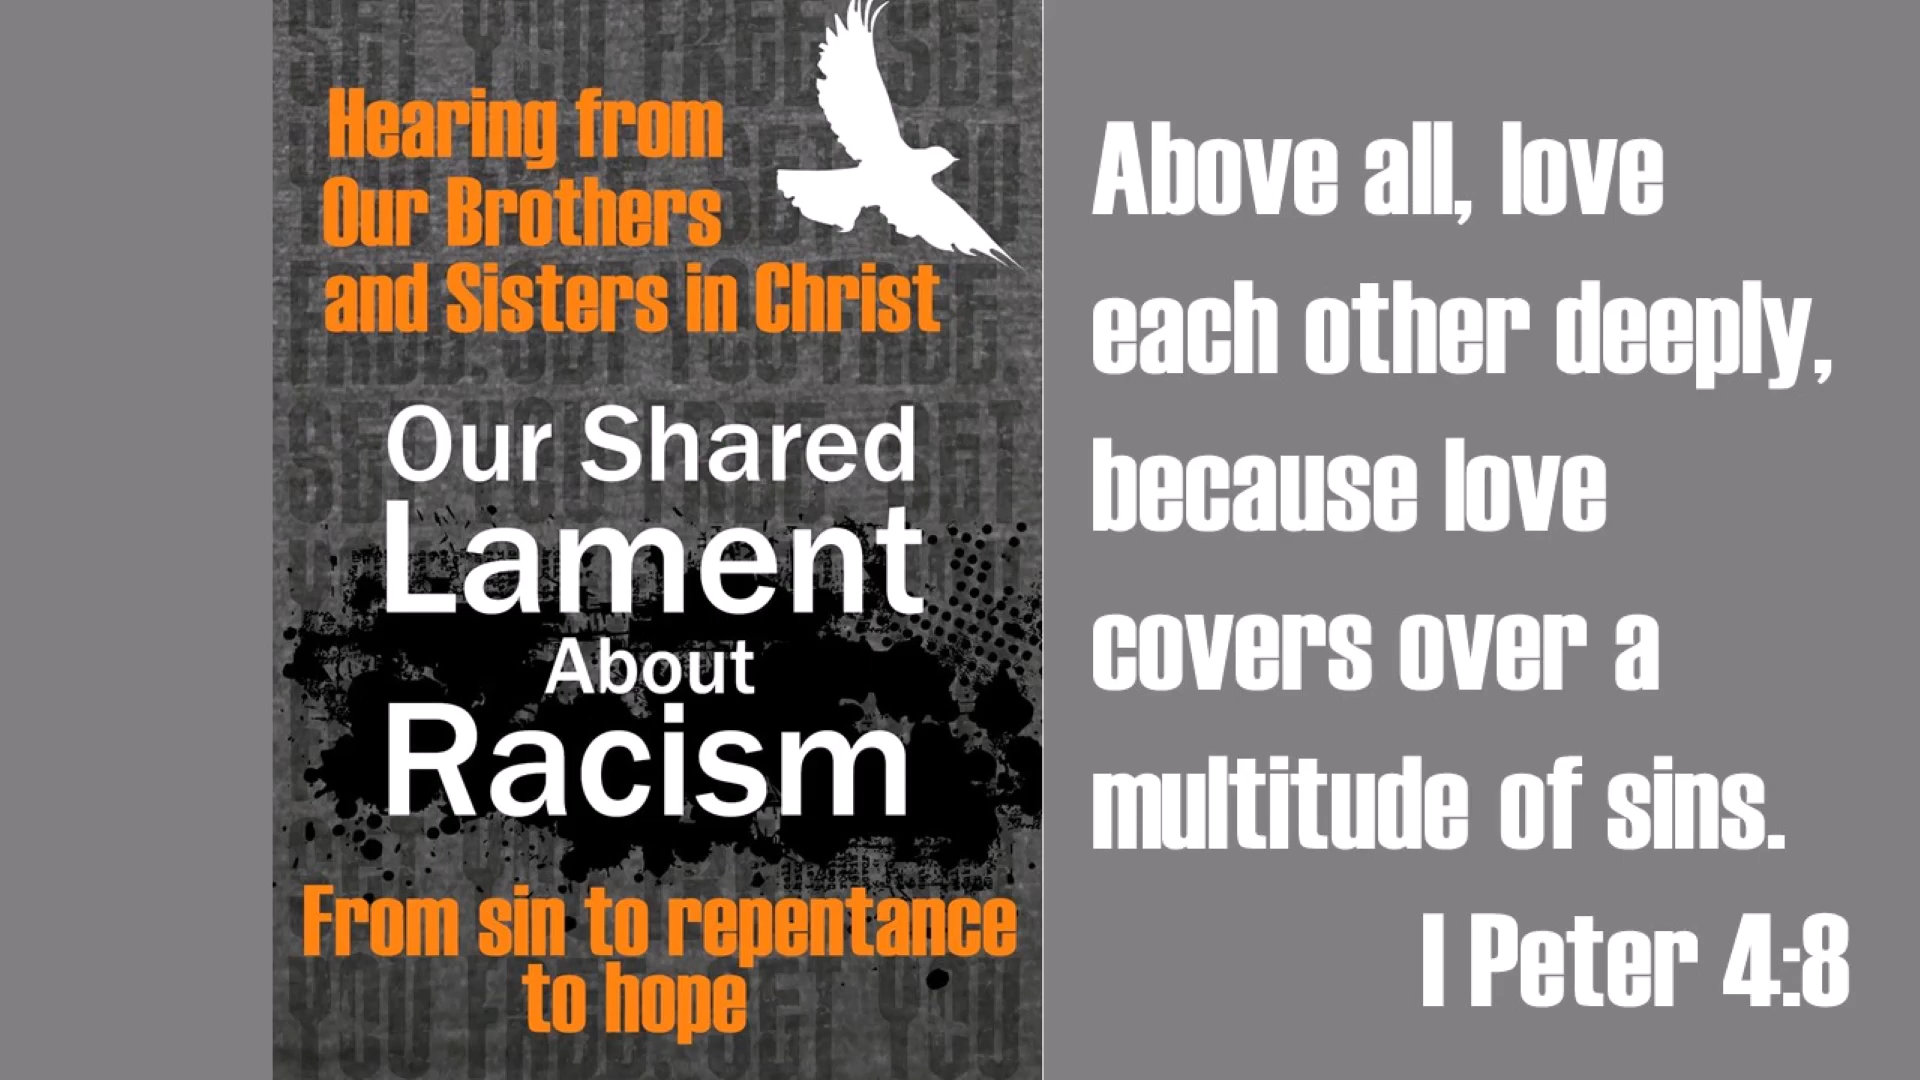 Hearing from
Our Brothers
and Sisters in Christ
Our Shared
Lament
About
Racism
From sin to repentance
to hope
Above all, love
each other deeply,
because love
covers over a
multitude of sins.
I Peter 4:8